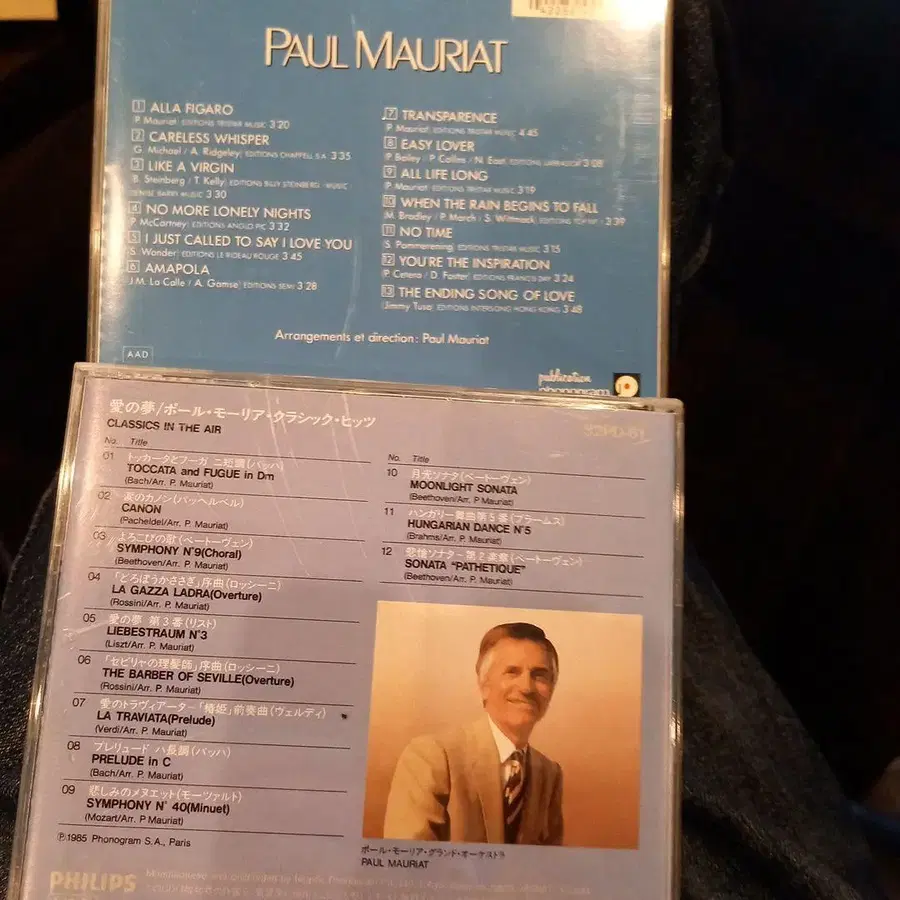 PAUL MAURIAT
1 ALLA FIGARO
P. Mauriat EDITIONS TRISTAR MUSIC 3'20
2 CARELESS WHISPER
G. Michael / A. Ridgeley EDITIONS CHAPPELL S.A. 3'35
3 LIKE A VIRGIN
B. Steinberg / T. Kelly EDITIONS BILLY STEINBERG MUSIC
DENISE BARRY MUSIC 3'30
4 NO MORE LONELY NIGHTS
P. McCartney EDITIONS ANGLO PIC 3'32
5 I JUST CALLED TO SAY I LOVE YOU
S. Wonder EDITIONS LE RIDEAU ROUGE 3'45
6 AMAPOLA
J.M. La Calle / A. Gamse EDITIONS SEMI 3'28
7 TRANSPARENCE
P. Mauriat EDITIONS TRISTAR MUSIC 4'45
8 EASY LOVER
P. Bailey / P. Collins / N. East EDITIONS 3'08
9 ALL LIFE LONG
P. Mauriat EDITIONS TRISTAR MUSIC 3'19
10 WHEN THE RAIN BEGINS TO FALL
M. Bradley / P. March / S. Wittmack EDITIONS 3'39
11 NO TIME
S. Pommerening EDITIONS TRISTAR MUSIC 3'15
12 YOU'RE THE INSPIRATION
P. Cetera / D. Foster EDITIONS FRANCIS DAY 3'24
13 THE ENDING SONG OF LOVE
Jimmy Tusa EDITIONS INTERSONG HONG KONG 3'48
Arrangements et direction: Paul Mauriat
AAD
publication
phonogram
愛の夢/ポール・モーリア・クラシック・ヒッツ
CLASSICS IN THE AIR
32PD-81
No. Title
01 トッカータとフーガ ニ短調(バッハ)
TOCCATA and FUGUE in Dm
(Bach/Arr. P. Mauriat)
02 涙のカノン(パッヘルベル)
CANON
(Pacheldel/Arr. P. Mauriat)
03 よろこびの歌(ベートーヴェン)
SYMPHONY N°9(Choral)
(Beethoven/Arr. P. Mauriat)
04 「どろぼうかささぎ」序曲(ロッシーニ)
LA GAZZA LADRA(Overture)
(Rossini/Arr. P. Mauriat)
05 愛の夢 第3番(リスト)
LIEBESTRAUM N°3
(Liszt/Arr. P. Mauriat)
06 「セビリャの理髪師」序曲(ロッシーニ)
THE BARBER OF SEVILLE(Overture)
(Rossini/Arr. P. Mauriat)
07 愛のトラヴィアータ-「椿姫」前奏曲(ヴェルディ)
LA TRAVIATA(Prelude)
(Verdi/Arr. P. Mauriat)
08 プレリュード ハ長調(バッハ)
PRELUDE in C
(Bach/Arr. P. Mauriat)
09 悲しみのメヌエット(モーツァルト)
SYMPHONY N° 40(Minuet)
(Mozart/Arr. P Mauriat)
No. Title
10 月光ソナタ(ベートーヴェン)
MOONLIGHT SONATA
(Beethoven/Arr. P Mauriat)
11 ハンガリー舞曲第5番(ブラームス)
HUNGARIAN DANCE N°5
(Brahms/Arr. P. Mauriat)
12 悲愴ソナタ-第2楽章(ベートーヴェン)
SONATA "PATHETIQUE"
(Beethoven/Arr. P. Mauriat)
ポール・モーリア・グランド・オーケストラ
PAUL MAURIAT
℗1985 Phonogram S.A., Paris
PHILIPS